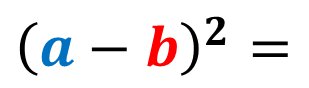 (a − b)² =